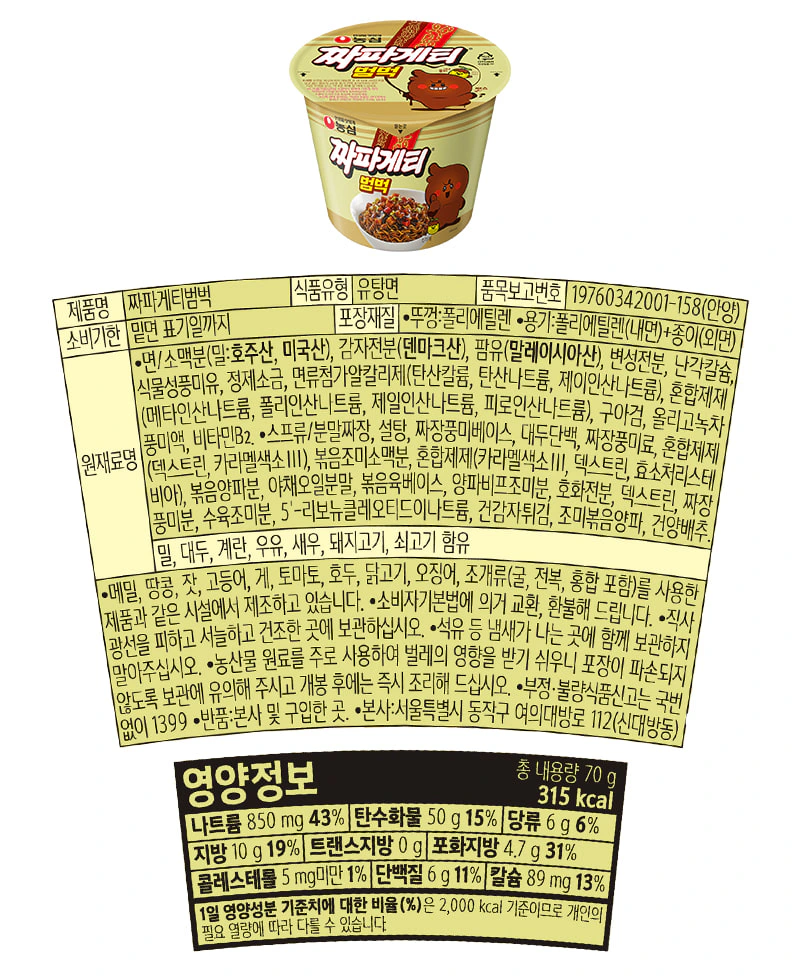 농심
짜파게티
범벅
농심
짜파게티
범벅
제품명 짜파게티범벅 식품유형 유탕면 품목보고번호 19760342001-158(안양)
소비기한 밑면 표기일까지 포장재질 •뚜껑:폴리에틸렌 •용기:폴리에틸렌(내면)+종이(외면)
원재료명
•면/소맥분(밀:호주산, 미국산), 감자전분(덴마크산), 팜유(말레이시아산), 변성전분, 난각칼슘,
식물성풍미유, 정제소금, 면류첨가알칼리제(탄산칼륨, 탄산나트륨, 제이인산나트륨), 혼합제제
(메타인산나트륨, 폴리인산나트륨, 제일인산나트륨, 피로인산나트륨), 구아검, 올리고녹차
풍미액, 비타민B2. •스프류/분말짜장, 설탕, 짜장풍미베이스, 대두단백, 짜장풍미료, 혼합제제
(덱스트린, 카라멜색소III), 볶음조미소맥분, 혼합제제(카라멜색소III, 덱스트린, 효소처리스테
비아), 볶음양파분, 야채오일분말, 볶음육베이스, 양파비프조미분, 호화전분, 덱스트린, 짜장
풍미분, 수육조미분, 5'-리보뉴클레오티드이나트륨, 건감자튀김, 조미볶음양파, 건양배추.
밀, 대두, 계란, 우유, 새우, 돼지고기, 쇠고기 함유
•메밀, 땅콩, 잣, 고등어, 게, 토마토, 호두, 닭고기, 오징어, 조개류(굴, 전복, 홍합 포함)를 사용한
제품과 같은 시설에서 제조하고 있습니다. •소비자기본법에 의거 교환, 환불해 드립니다. •직사
광선을 피하고 서늘하고 건조한 곳에 보관하십시오. •석유 등 냄새가 나는 곳에 함께 보관하지
말아주십시오. •농산물 원료를 주로 사용하여 벌레의 영향을 받기 쉬우니 포장이 파손되지
않도록 보관에 유의해 주시고 개봉 후에는 즉시 조리해 드십시오. •부정·불량식품신고는 국번
없이 1399 •반품:본사 및 구입한 곳. •본사:서울특별시 동작구 여의대방로 112(신대방동)
영양정보 총 내용량 70 g
315 kcal
나트륨 850 mg 43% 탄수화물 50 g 15% 당류 6 g 6%
지방 10 g 19% 트랜스지방 0 g 포화지방 4.7 g 31%
콜레스테롤 5 mg미만 1% 단백질 6 g 11% 칼슘 89 mg 13%
1일 영양성분 기준치에 대한 비율(%)은 2,000 kcal 기준이므로 개인의
필요 열량에 따라 다를 수 있습니다.